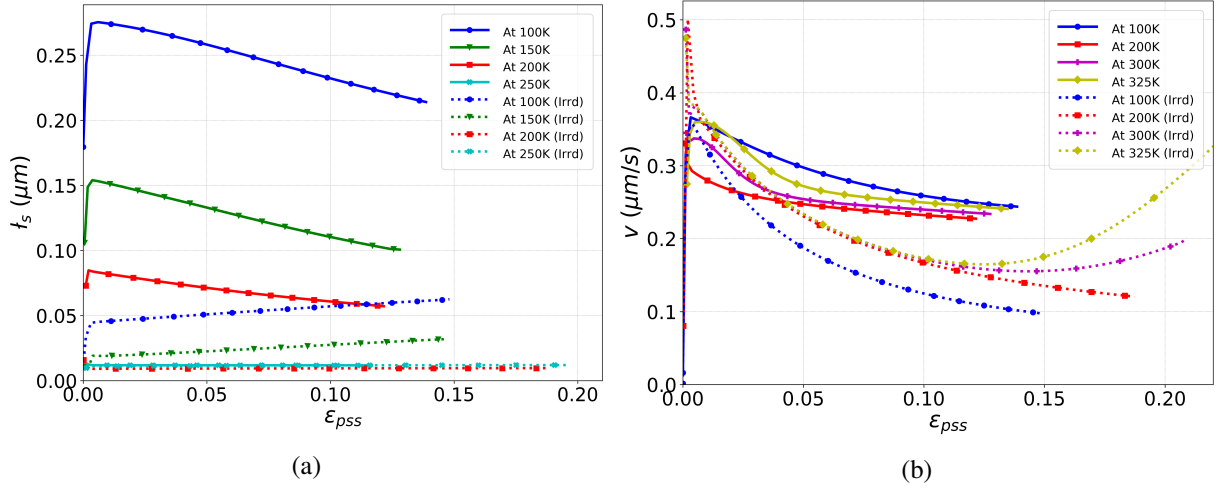 0.25
0.20
0.15
0.10
0.05
0.00
ƚₛ (μm)
0.00 0.05 0.10 0.15 0.20
ε_pss
At 100K
At 150K
At 200K
At 250K
At 100K (Irrd)
At 150K (Irrd)
At 200K (Irrd)
At 250K (Irrd)
(a)
0.5
0.4
0.3
0.2
0.1
0.0
v (μm/s)
0.00 0.05 0.10 0.15 0.20
ε_pss
At 100K
At 200K
At 300K
At 325K
At 100K (Irrd)
At 200K (Irrd)
At 300K (Irrd)
At 325K (Irrd)
(b)